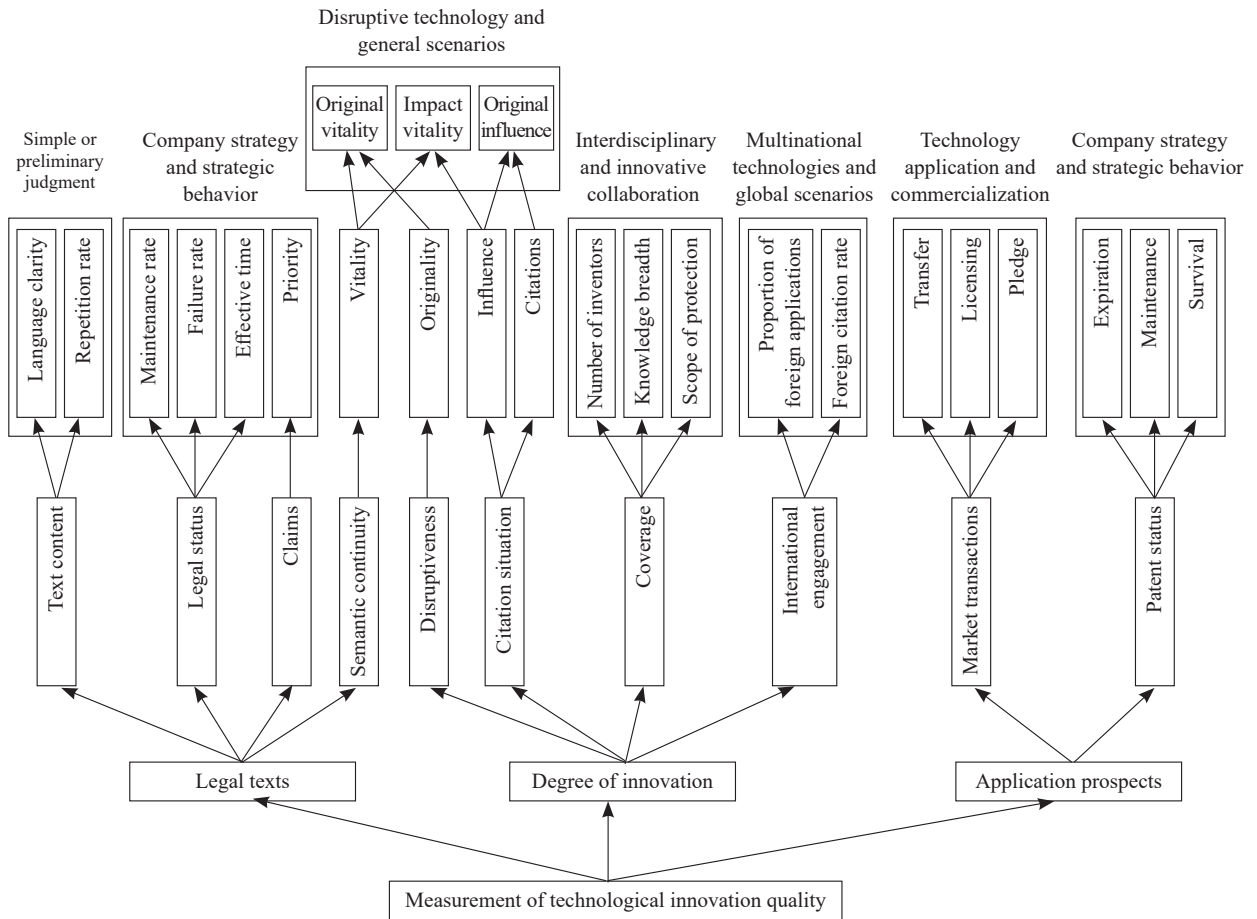 Disruptive technology and
general scenarios
Original
vitality
Impact
vitality
Original
influence
Simple or
preliminary
judgment
Company strategy
and strategic
behavior
Interdisciplinary
and innovative
collaboration
Multinational
technologies and
global scenarios
Technology
application and
commercialization
Company strategy
and strategic behavior
Language clarity
Repetition rate
Maintenance rate
Failure rate
Effective time
Priority
Vitality
Originality
Influence
Citations
Number of inventors
Knowledge breadth
Scope of protection
Proportion of
foreign applications
Foreign citation rate
Transfer
Licensing
Pledge
Expiration
Maintenance
Survival
Text content
Legal status
Claims
Semantic continuity
Disruptiveness
Citation situation
Coverage
International
engagement
Market transactions
Patent status
Legal texts
Degree of innovation
Application prospects
Measurement of technological innovation quality